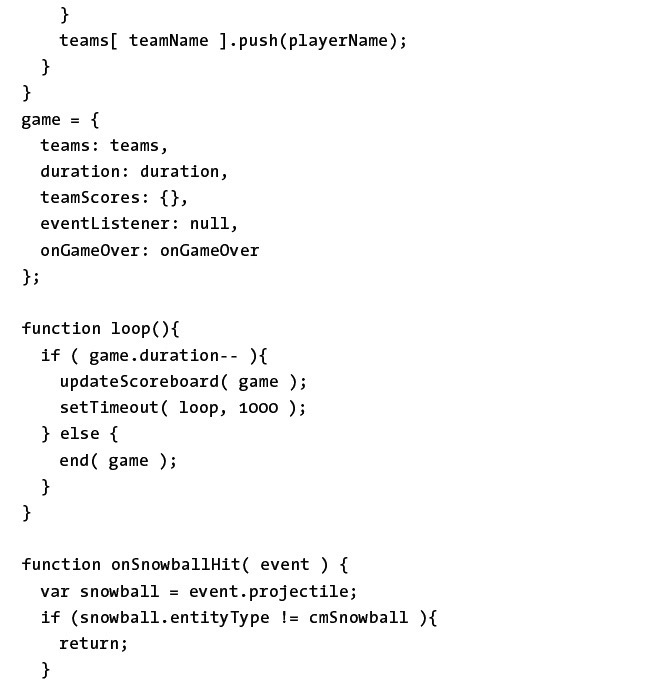 }
teams[ teamName ].push(playerName);
}
}
game = {
teams: teams,
duration: duration,
teamScores: {},
eventListener: null,
onGameOver: onGameOver
};
function loop(){
if ( game.duration-- ){
updateScoreboard( game );
setTimeout( loop, 1000 );
} else {
end( game );
}
}
function onSnowballHit( event ) {
var snowball = event.projectile;
if (snowball.entityType != cmSnowball ){
return;
}